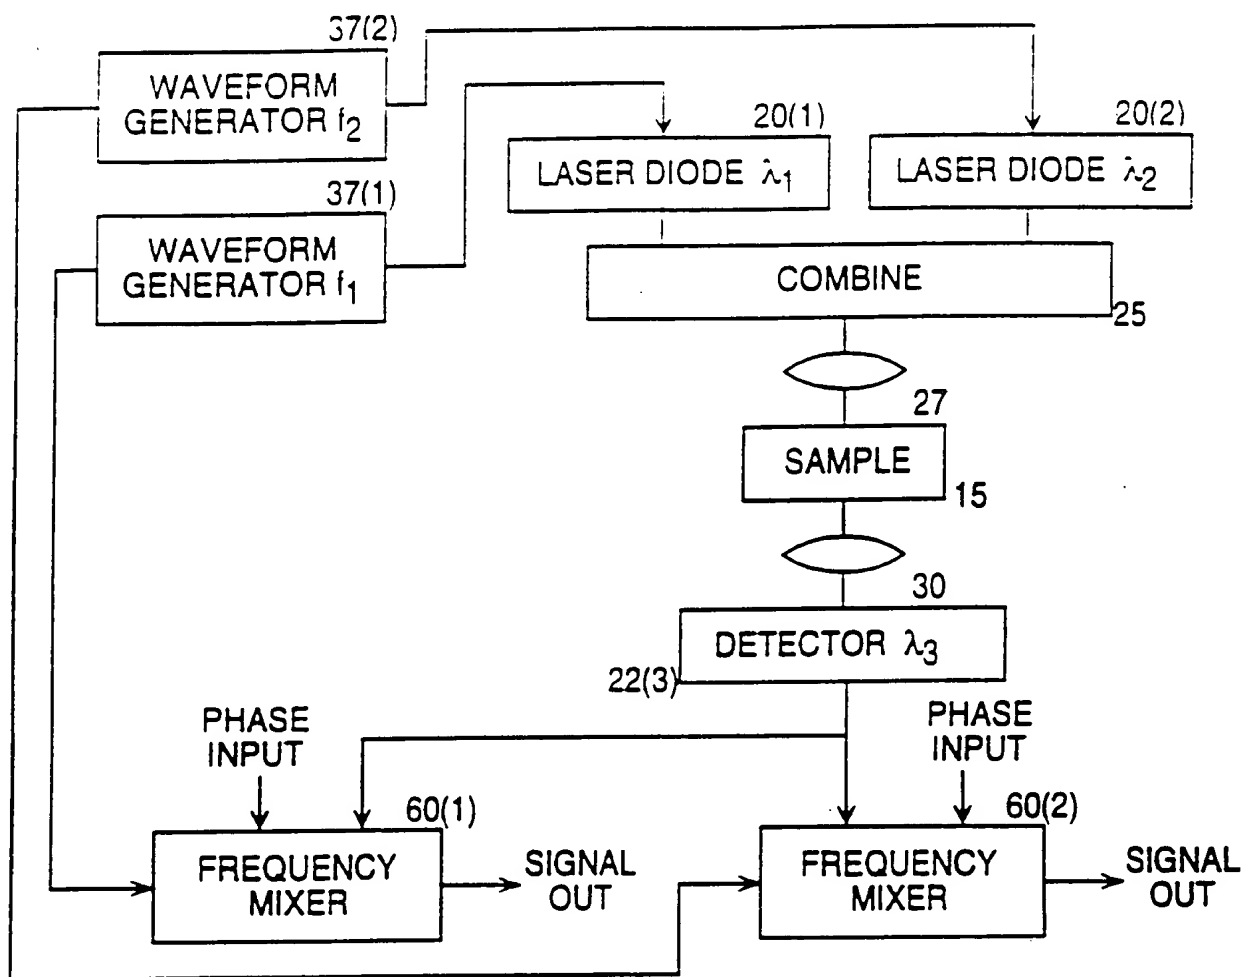 37(2)
WAVEFORM
GENERATOR f₂
20(1)
20(2)
LASER DIODE λ₁
LASER DIODE λ₂
37(1)
WAVEFORM
GENERATOR f₁
COMBINE
25
27
SAMPLE
15
30
DETECTOR λ₃
22(3)
PHASE
INPUT
PHASE
INPUT
60(1)
60(2)
FREQUENCY
MIXER
SIGNAL
OUT
FREQUENCY
MIXER
SIGNAL
OUT